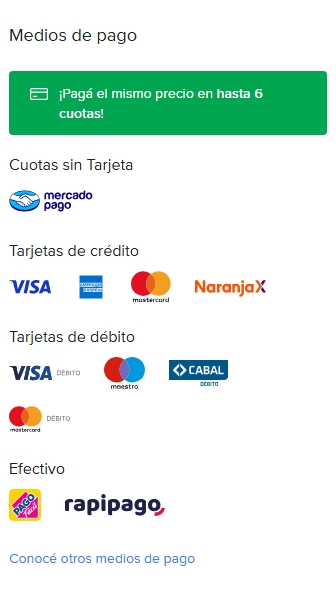 Medios de pago
¡Pagá el mismo precio en hasta 6
cuotas!
Cuotas sin Tarjeta
mercado
pago
Tarjetas de crédito
VISA AMERICAN EXPRESS mastercard NaranjaX
Tarjetas de débito
VISA DÉBITO maestro CABAL DÉBITO
mastercard DÉBITO
Efectivo
PAGO fácil rapipago
Conocé otros medios de pago